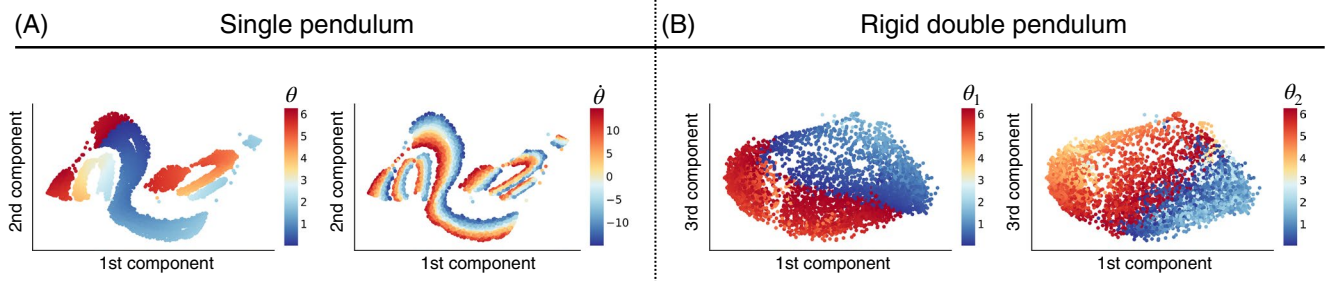 (A) Single pendulum
(B) Rigid double pendulum
2nd component
1st component
θ
6
5
4
3
2
1
2nd component
1st component
θ̇
10
5
0
−5
−10
3rd component
1st component
θ1
6
5
4
3
2
1
3rd component
1st component
θ2
6
5
4
3
2
1